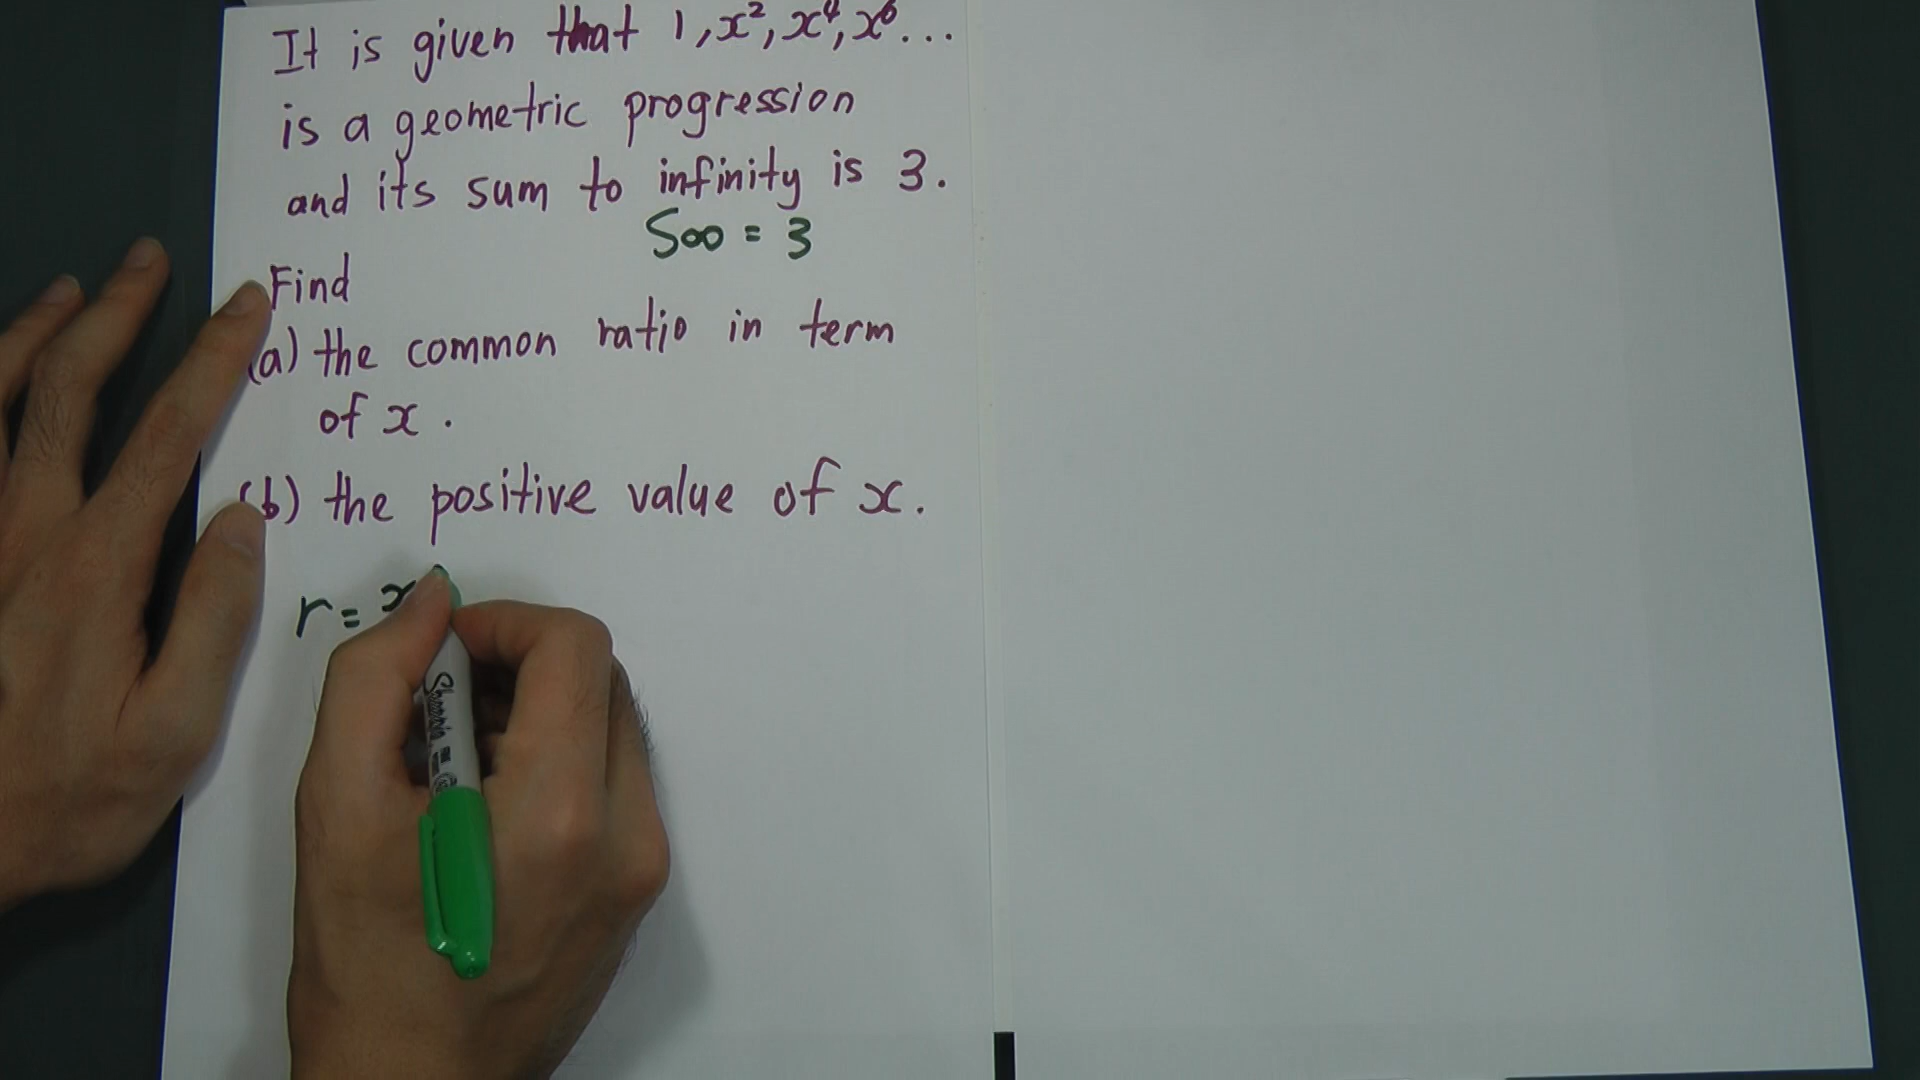 It is given that 1, x², x⁴, x⁶...
is a geometric progression
and its sum to infinity is 3.
S∞ = 3
Find
(a) the common ratio in term
of x.
(b) the positive value of x.
r = x
Sharpie